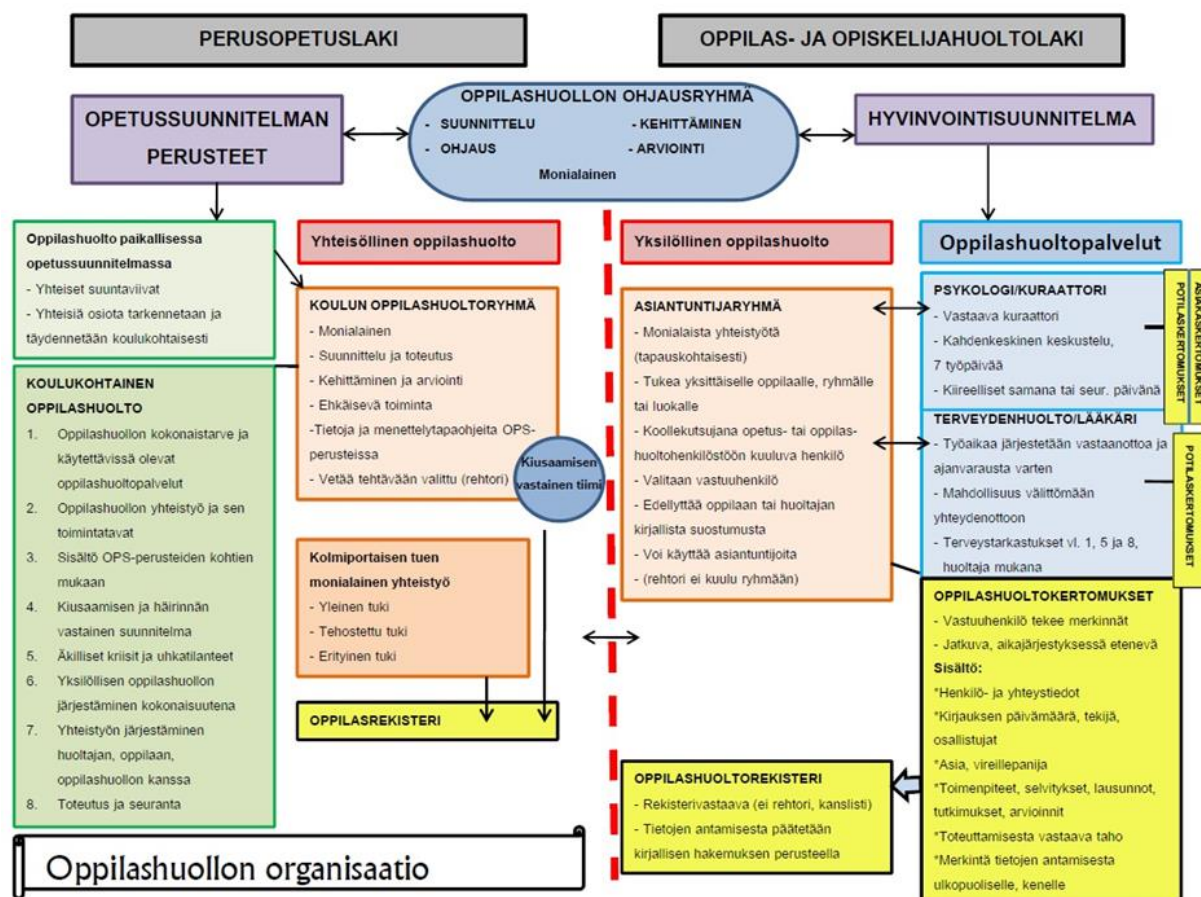 PERUSOPETUSLAKI
OPPILAS- JA OPISKELIJAHUOLTOLAKI
OPETUSSUUNNITELMAN
PERUSTEET
OPPILASHUOLLON OHJAUSRYHMÄ
- SUUNNITTELU
- KEHITTÄMINEN
- OHJAUS
- ARVIOINTI
Monialainen
HYVINVOINTISUUNNITELMA
Oppilashuolto paikallisessa
opetussuunnitelmassa
- Yhteiset suuntaviivat
- Yhteisiä osiota tarkennetaan ja
täydennetään koulukohtaisesti
KOULUKOHTAINEN
OPPILASHUOLTO
1. Oppilashuollon kokonaistarve ja
käytettävissä olevat
oppilashuoltopalvelut
2. Oppilashuollon yhteistyö ja sen
toimintatavat
3. Sisältö OPS-perusteiden kohtien
mukaan
4. Kiusaamisen ja häirinnän
vastainen suunnitelma
5. Äkilliset kriisit ja uhkatilanteet
6. Yksilöllisen oppilashuollon
järjestäminen kokonaisuutena
7. Yhteistyön järjestäminen
huoltajan, oppilaan,
oppilashuollon kanssa
8. Toteutus ja seuranta
Yhteisöllinen oppilashuolto
KOULUN OPPILASHUOLTORYHMÄ
- Monialainen
- Suunnittelu ja toteutus
- Kehittäminen ja arviointi
- Ehkäisevä toiminta
-Tietoja ja menettelytapaohjeita OPS-
perusteissa
- Vetää tehtävään valittu (rehtori)
Kiusaamisen
vastainen tiimi
Kolmiportaisen tuen
monialainen yhteistyö
- Yleinen tuki
- Tehostettu tuki
- Erityinen tuki
OPPILASREKISTERI
Yksilöllinen oppilashuolto
ASIANTUNTIJARYHMÄ
- Monialaista yhteistyötä
(tapauskohtaisesti)
- Tukea yksittäiselle oppilaalle, ryhmälle
tai luokalle
- Koollekutsujana opetus- tai oppilas-
huoltohenkilöstöön kuuluva henkilö
- Valitaan vastuuhenkilö
- Edellyttää oppilaan tai huoltajan
kirjallista suostumusta
- Voi käyttää asiantuntijoita
- (rehtori ei kuulu ryhmään)
OPPILASHUOLTOREKISTERI
- Rekisterivastaava (ei rehtori, kanslisti)
- Tietojen antamisesta päätetään
kirjallisen hakemuksen perusteella
Oppilashuoltopalvelut
PSYKOLOGI/KURAATTORI
- Vastaava kuraattori
- Kahdenkeskinen keskustelu,
7 työpäivää
- Kiireelliset samana tai seur. päivänä
POTILASKERTOMUKSET
ASIAKASKERTOMUKSET
TERVEYDENHUOLTO/LÄÄKÄRI
- Työaikaa järjestetään vastaanottoa ja
ajanvarausta varten
- Mahdollisuus välittömään
yhteydenottoon
- Terveystarkastukset vl. 1, 5 ja 8,
huoltaja mukana
POTILASKERTOMUKSET
OPPILASHUOLTOKERTOMUKSET
- Vastuuhenkilö tekee merkinnät
- Jatkuva, aikajärjestyksessä etenevä
Sisältö:
*Henkilö- ja yhteystiedot
*Kirjauksen päivämäärä, tekijä,
osallistujat
*Asia, vireillepanija
*Toimenpiteet, selvitykset, lausunnot,
tutkimukset, arvioinnit
*Toteuttamisesta vastaava taho
*Merkintä tietojen antamisesta
ulkopuoliselle, kenelle
Oppilashuollon organisaatio